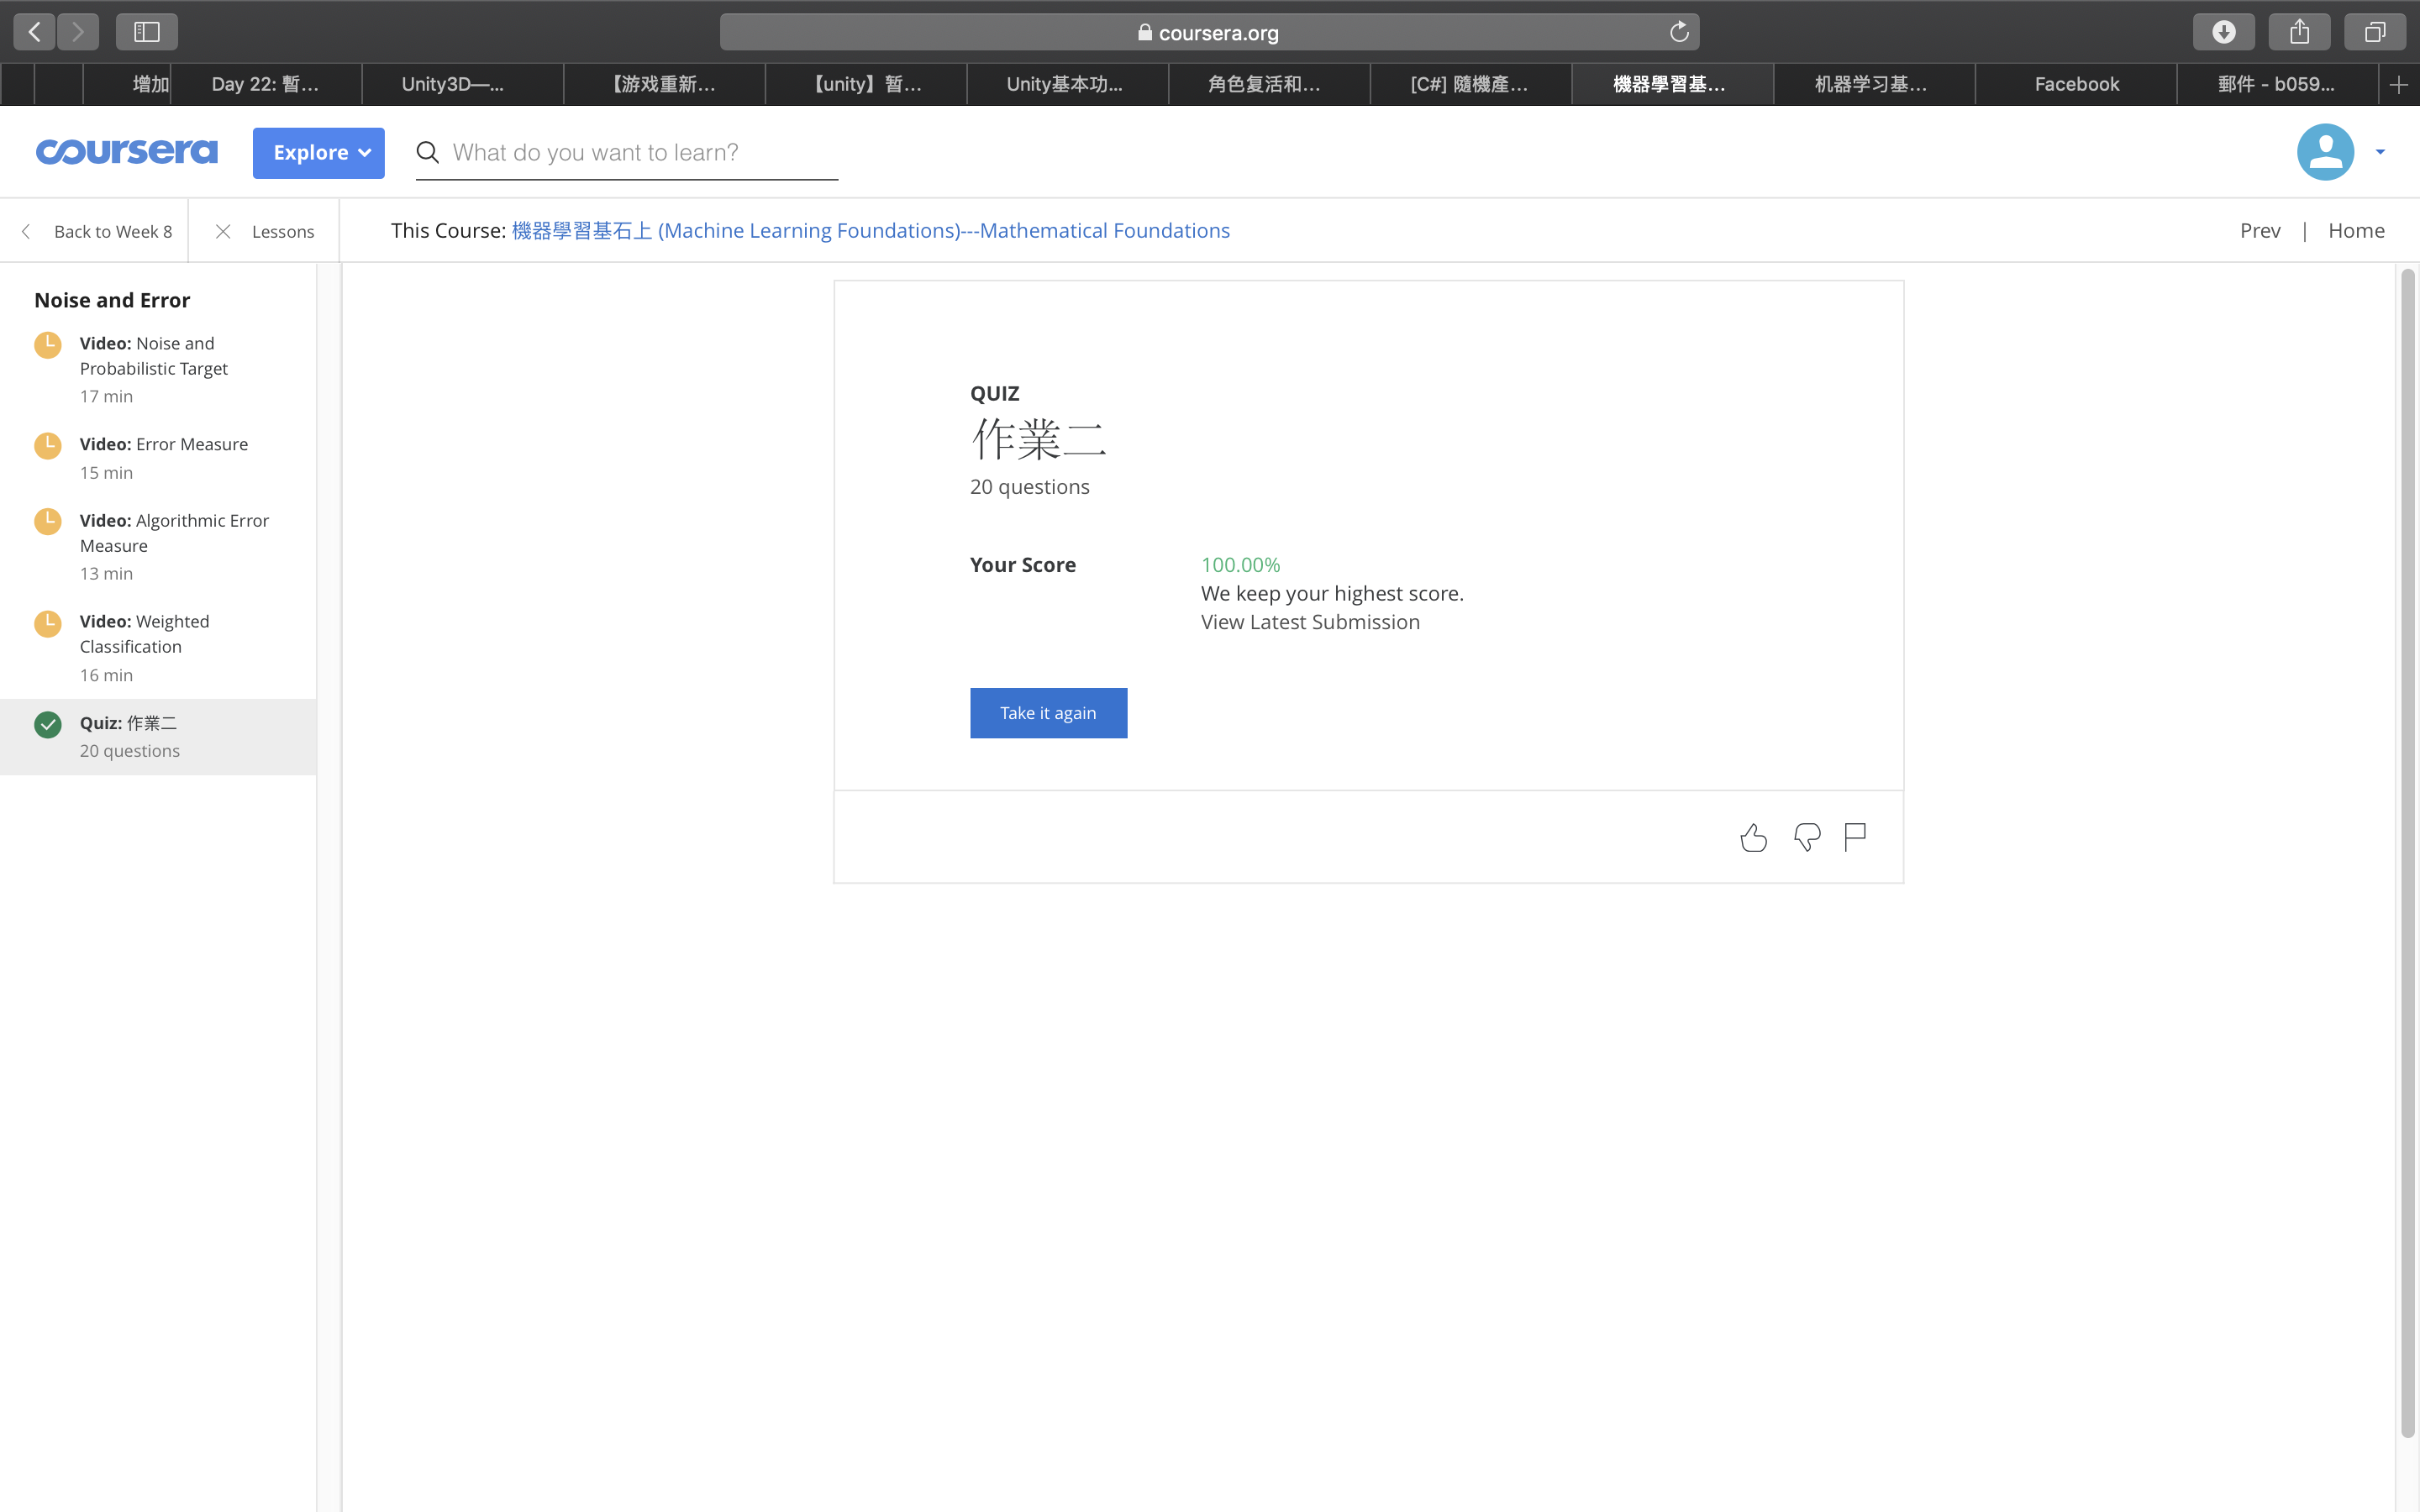 coursera.org
增加
Day 22: 暫...
Unity3D—...
【游戏重新...
【unity】暂...
Unity基本功...
角色复活和...
[C#] 隨機產...
機器學習基...
机器学习基...
Facebook
郵件 - b059...
coursera
Explore
What do you want to learn?
Back to Week 8
Lessons
This Course: 機器學習基石上 (Machine Learning Foundations)---Mathematical Foundations
Prev | Home
Noise and Error
Video: Noise and
Probabilistic Target
17 min
Video: Error Measure
15 min
Video: Algorithmic Error
Measure
13 min
Video: Weighted
Classification
16 min
Quiz: 作業二
20 questions
QUIZ
作業二
20 questions
Your Score
100.00%
We keep your highest score.
View Latest Submission
Take it again